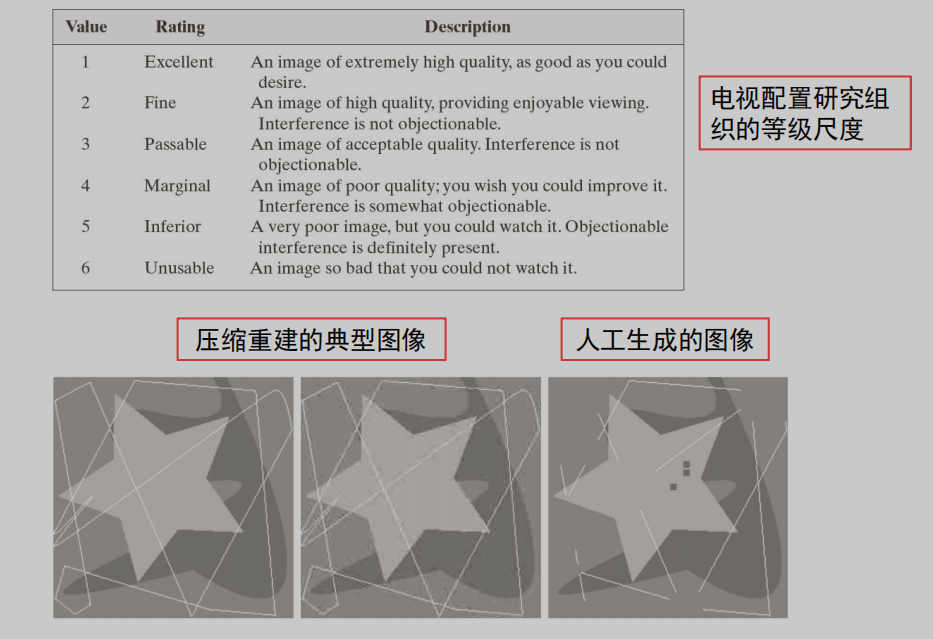 Value Rating Description
1 Excellent An image of extremely high quality, as good as you could
desire.
2 Fine An image of high quality, providing enjoyable viewing.
Interference is not objectionable.
3 Passable An image of acceptable quality. Interference is not
objectionable.
4 Marginal An image of poor quality; you wish you could improve it.
Interference is somewhat objectionable.
5 Inferior A very poor image, but you could watch it. Objectionable
interference is definitely present.
6 Unusable An image so bad that you could not watch it.
电视配置研究组
织的等级尺度
压缩重建的典型图像
人工生成的图像